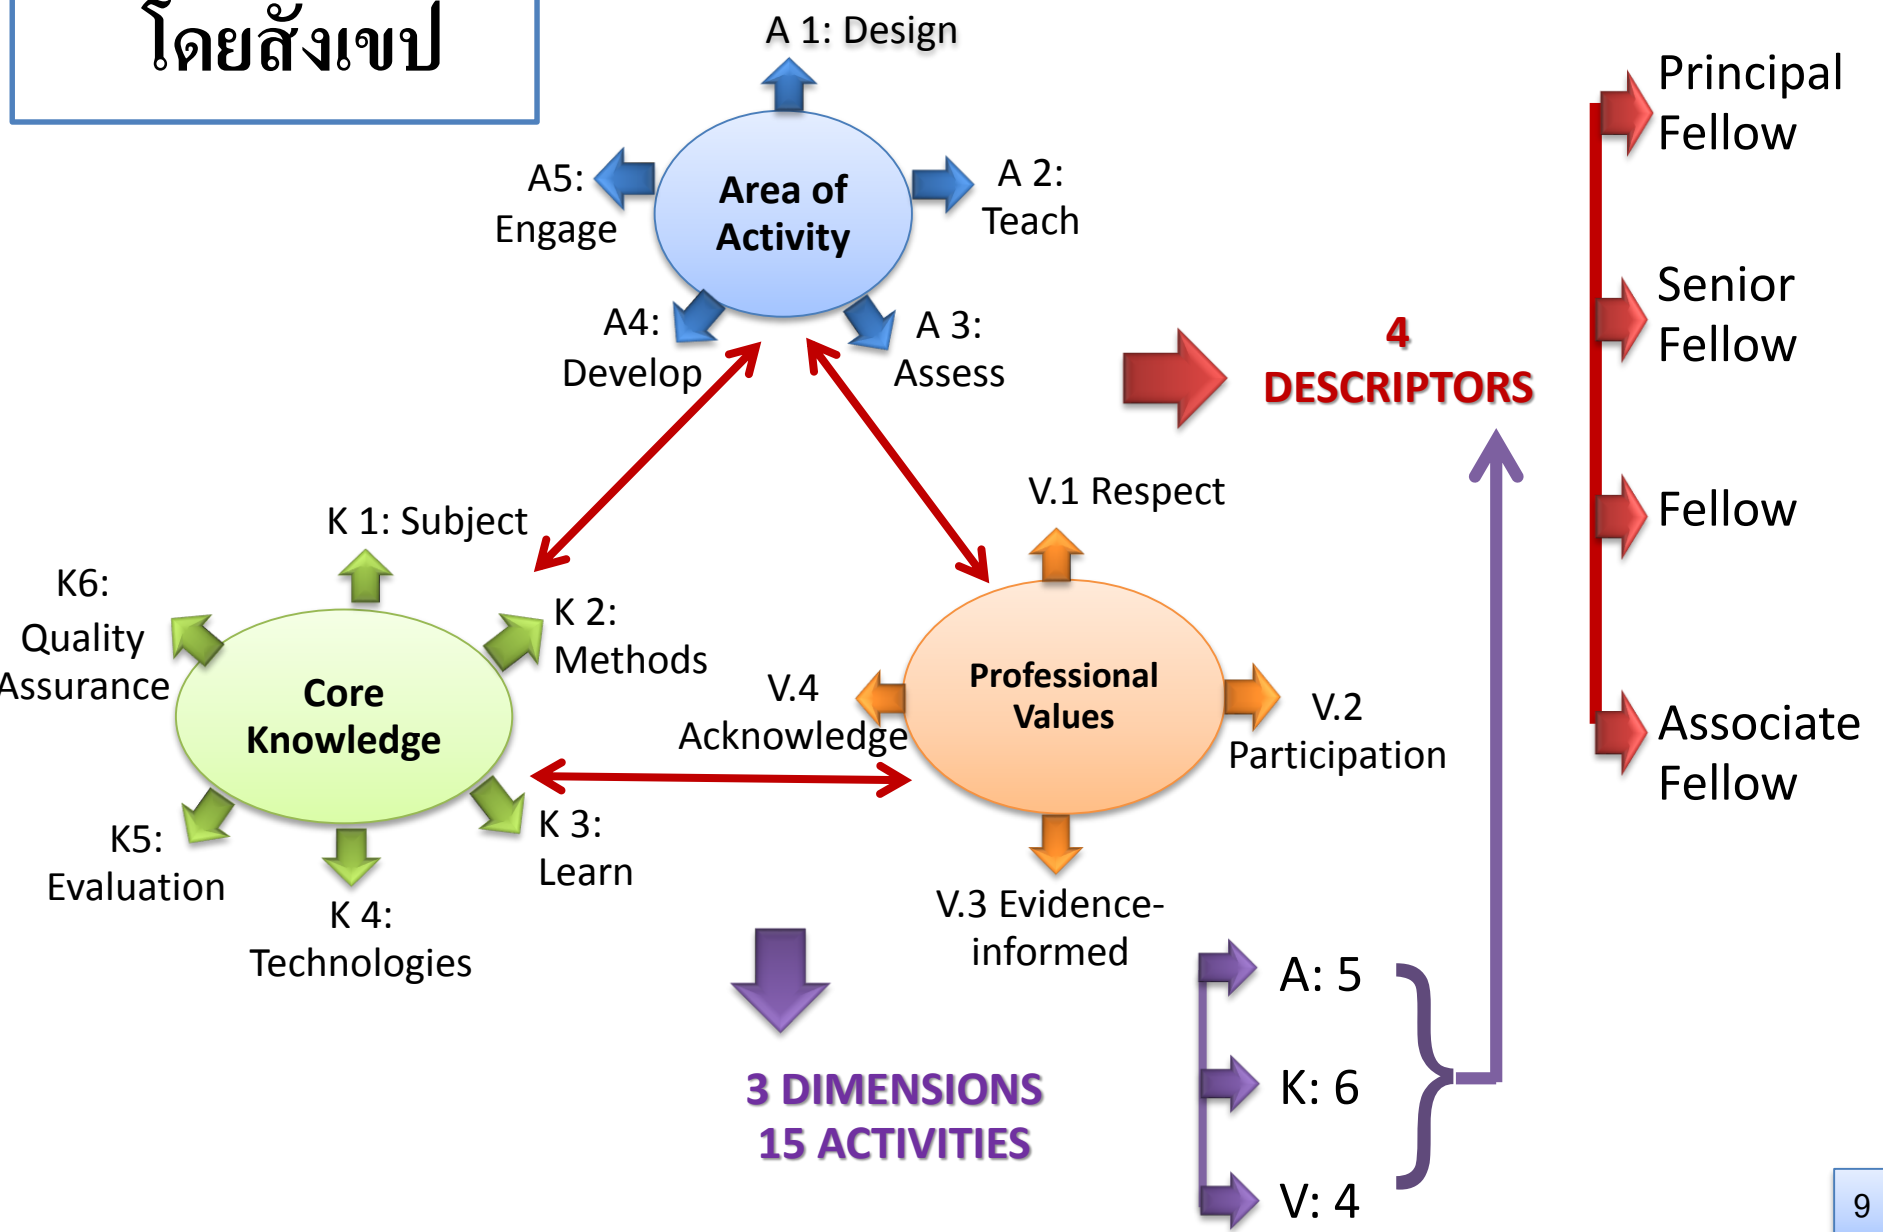 โดยสังเขป
A 1: Design
A5:
Engage
Area of
Activity
A 2:
Teach
A4:
Develop
A 3:
Assess
4
DESCRIPTORS
Principal
Fellow
Senior
Fellow
Fellow
Associate
Fellow
K 1: Subject
K6:
Quality
Assurance
K 2:
Methods
Core
Knowledge
K5:
Evaluation
K 4:
Technologies
K 3:
Learn
V.1 Respect
V.4
Acknowledge
Professional
Values
V.2
Participation
V.3 Evidence-
informed
3 DIMENSIONS
15 ACTIVITIES
A: 5
K: 6
V: 4
9